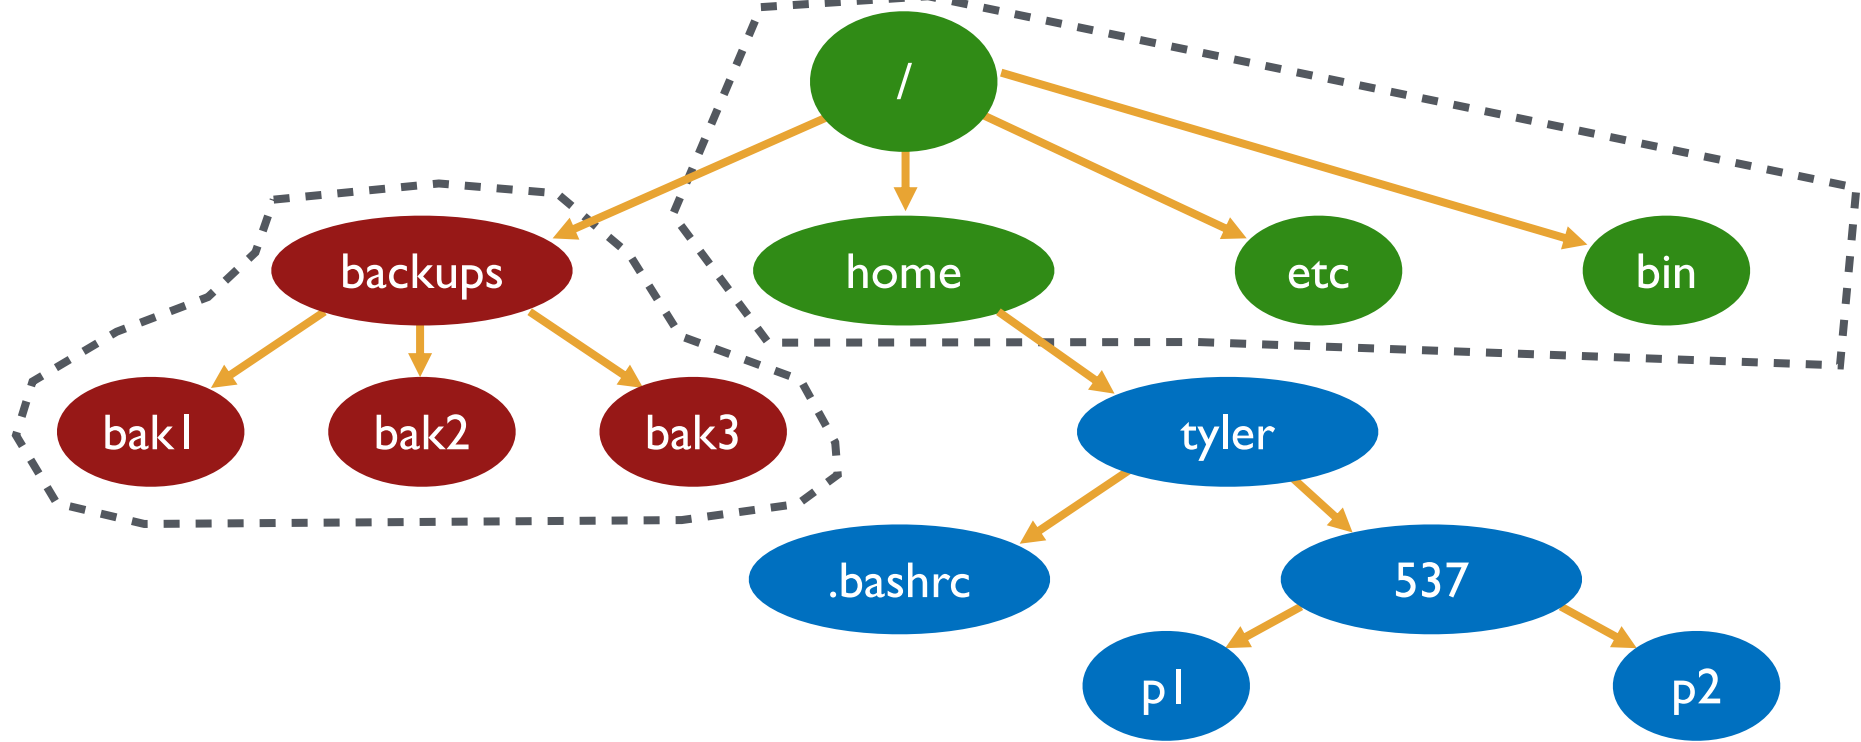 /
backups
home
etc
bin
bak1
bak2
bak3
tyler
.bashrc
537
p1
p2